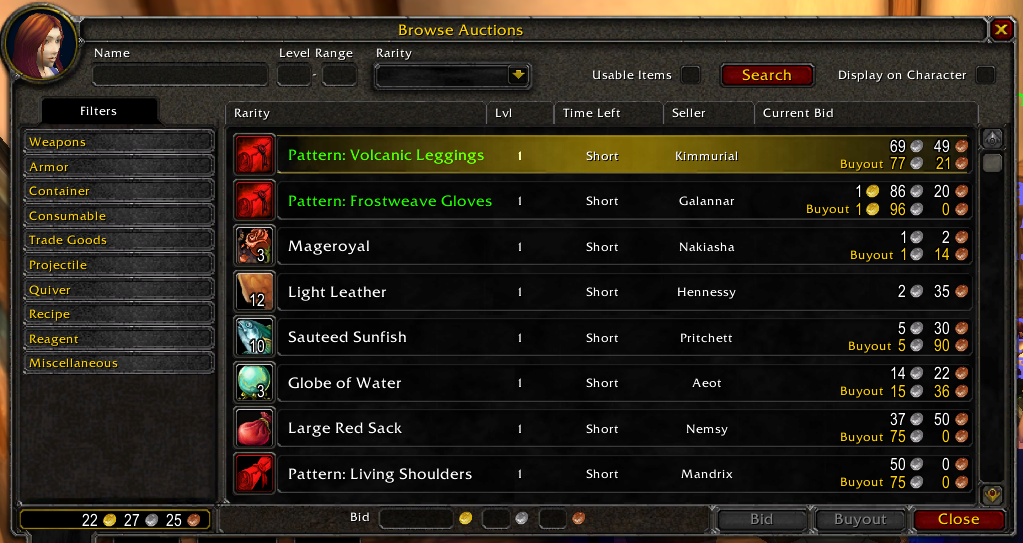 Browse Auctions
Name Level Range Rarity
-
Usable Items Search Display on Character
Filters
Weapons
Armor
Container
Consumable
Trade Goods
Projectile
Quiver
Recipe
Reagent
Miscellaneous
Rarity Lvl Time Left Seller Current Bid
Pattern: Volcanic Leggings 1 Short Kimmurial 69 49
Buyout 77 21
Pattern: Frostweave Gloves 1 Short Galannar 1 86 20
Buyout 1 96 0
3 Mageroyal 1 Short Nakiasha 1 2
Buyout 1 14
12 Light Leather 1 Short Hennessy 2 35
10 Sauteed Sunfish 1 Short Pritchett 5 30
Buyout 5 90
3 Globe of Water 1 Short Aeot 14 22
Buyout 15 36
Large Red Sack 1 Short Nemsy 37 50
Buyout 75 0
Pattern: Living Shoulders 1 Short Mandrix 50 0
Buyout 75 0
22 27 25
Bid
Bid Buyout Close